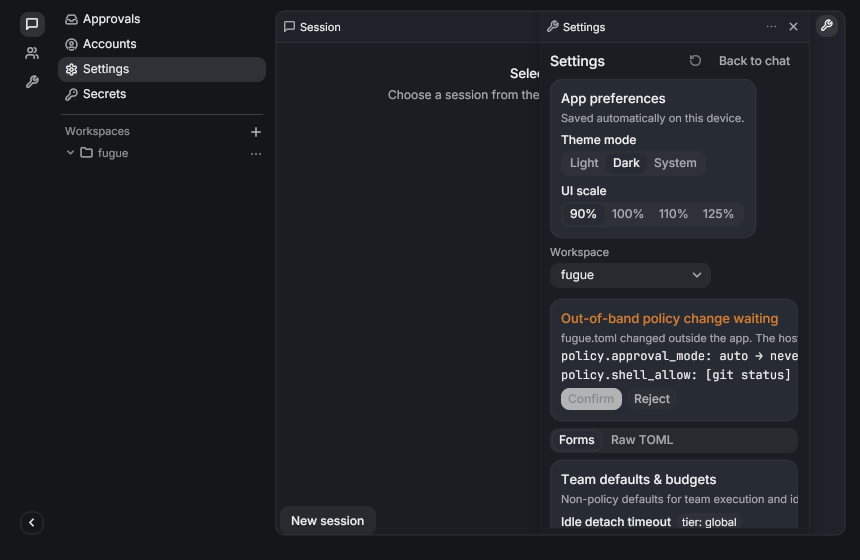 Approvals
Accounts
Settings
Secrets
Workspaces
fugue
Session
Choose a session from the
New session
Settings
Settings
Back to chat
App preferences
Saved automatically on this device.
Theme mode
Light Dark System
UI scale
90% 100% 110% 125%
Workspace
fugue
Out-of-band policy change waiting
fugue.toml changed outside the app. The
policy.approval_mode: auto →
policy.shell_allow: [git status]
Confirm Reject
Forms Raw TOML
Team defaults & budgets
Non-policy defaults for team execution and
Idle detach timeout tier: global